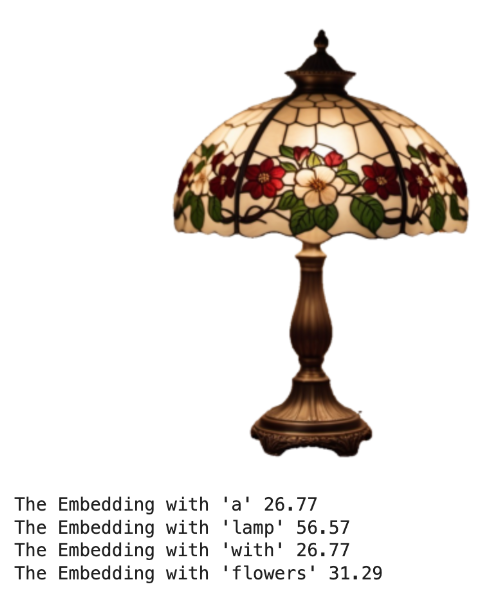 The Embedding with 'a' 26.77
The Embedding with 'lamp' 56.57
The Embedding with 'with' 26.77
The Embedding with 'flowers' 31.29